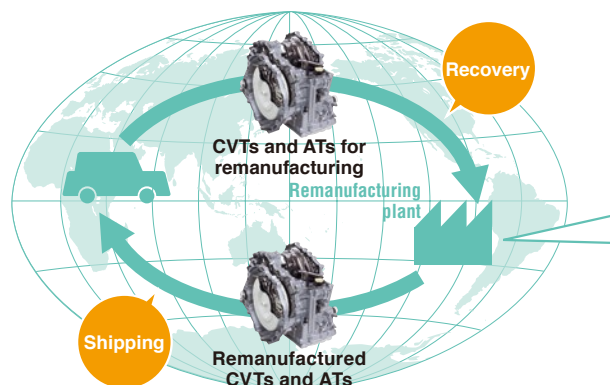 Recovery
CVTs and ATs for
remanufacturing
Remanufacturing
plant
Shipping
Remanufactured
CVTs and ATs